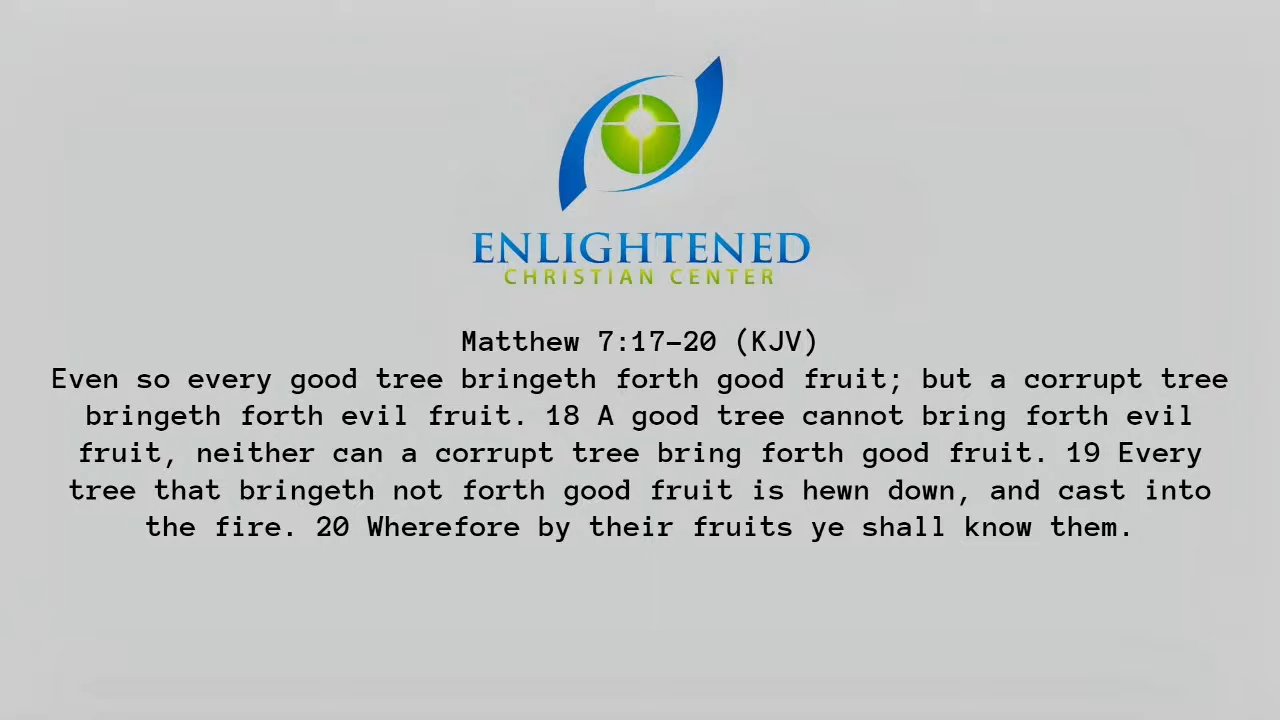 ENLIGHTENED
CHRISTIAN CENTER
Matthew 7:17-20 (KJV)
Even so every good tree bringeth forth good fruit; but a corrupt tree
bringeth forth evil fruit. 18 A good tree cannot bring forth evil
fruit, neither can a corrupt tree bring forth good fruit. 19 Every
tree that bringeth not forth good fruit is hewn down, and cast into
the fire. 20 Wherefore by their fruits ye shall know them.